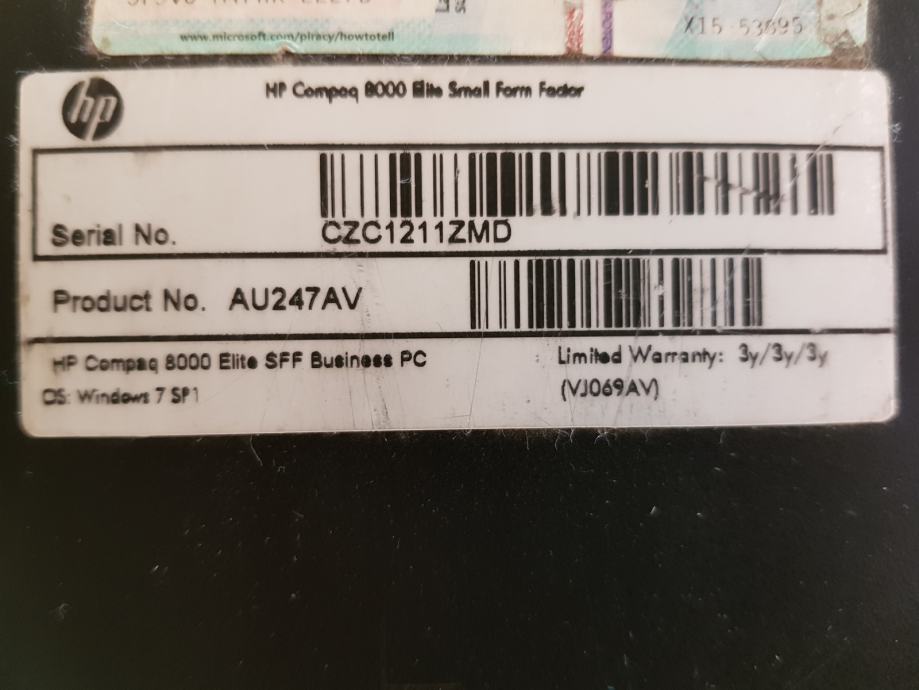 www.microsoft.com/piracy/howtotell
X15-53895
hp
HP Compaq 8000 Elite Small Form Factor
Serial No.
CZC1211ZMD
Product No. AU247AV
HP Compaq 8000 Elite SFF Business PC
Limited Warranty: 3y/3y/3y
OS: Windows 7 SP1
(VJ069AV)